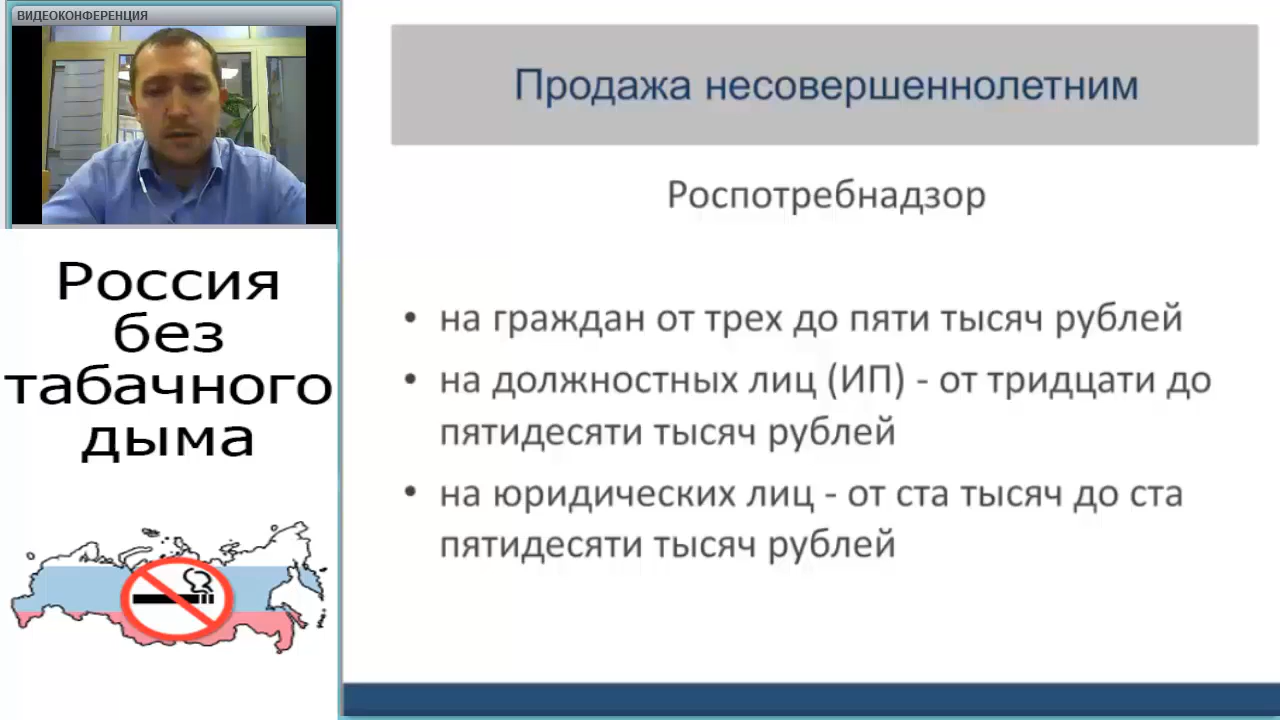 ВИДЕОКОНФЕРЕНЦИЯ
Россия
без
табачного
дыма
Продажа несовершеннолетним
Роспотребнадзор
• на граждан от трех до пяти тысяч рублей
• на должностных лиц (ИП) - от тридцати до
пятидесяти тысяч рублей
• на юридических лиц - от ста тысяч до ста
пятидесяти тысяч рублей